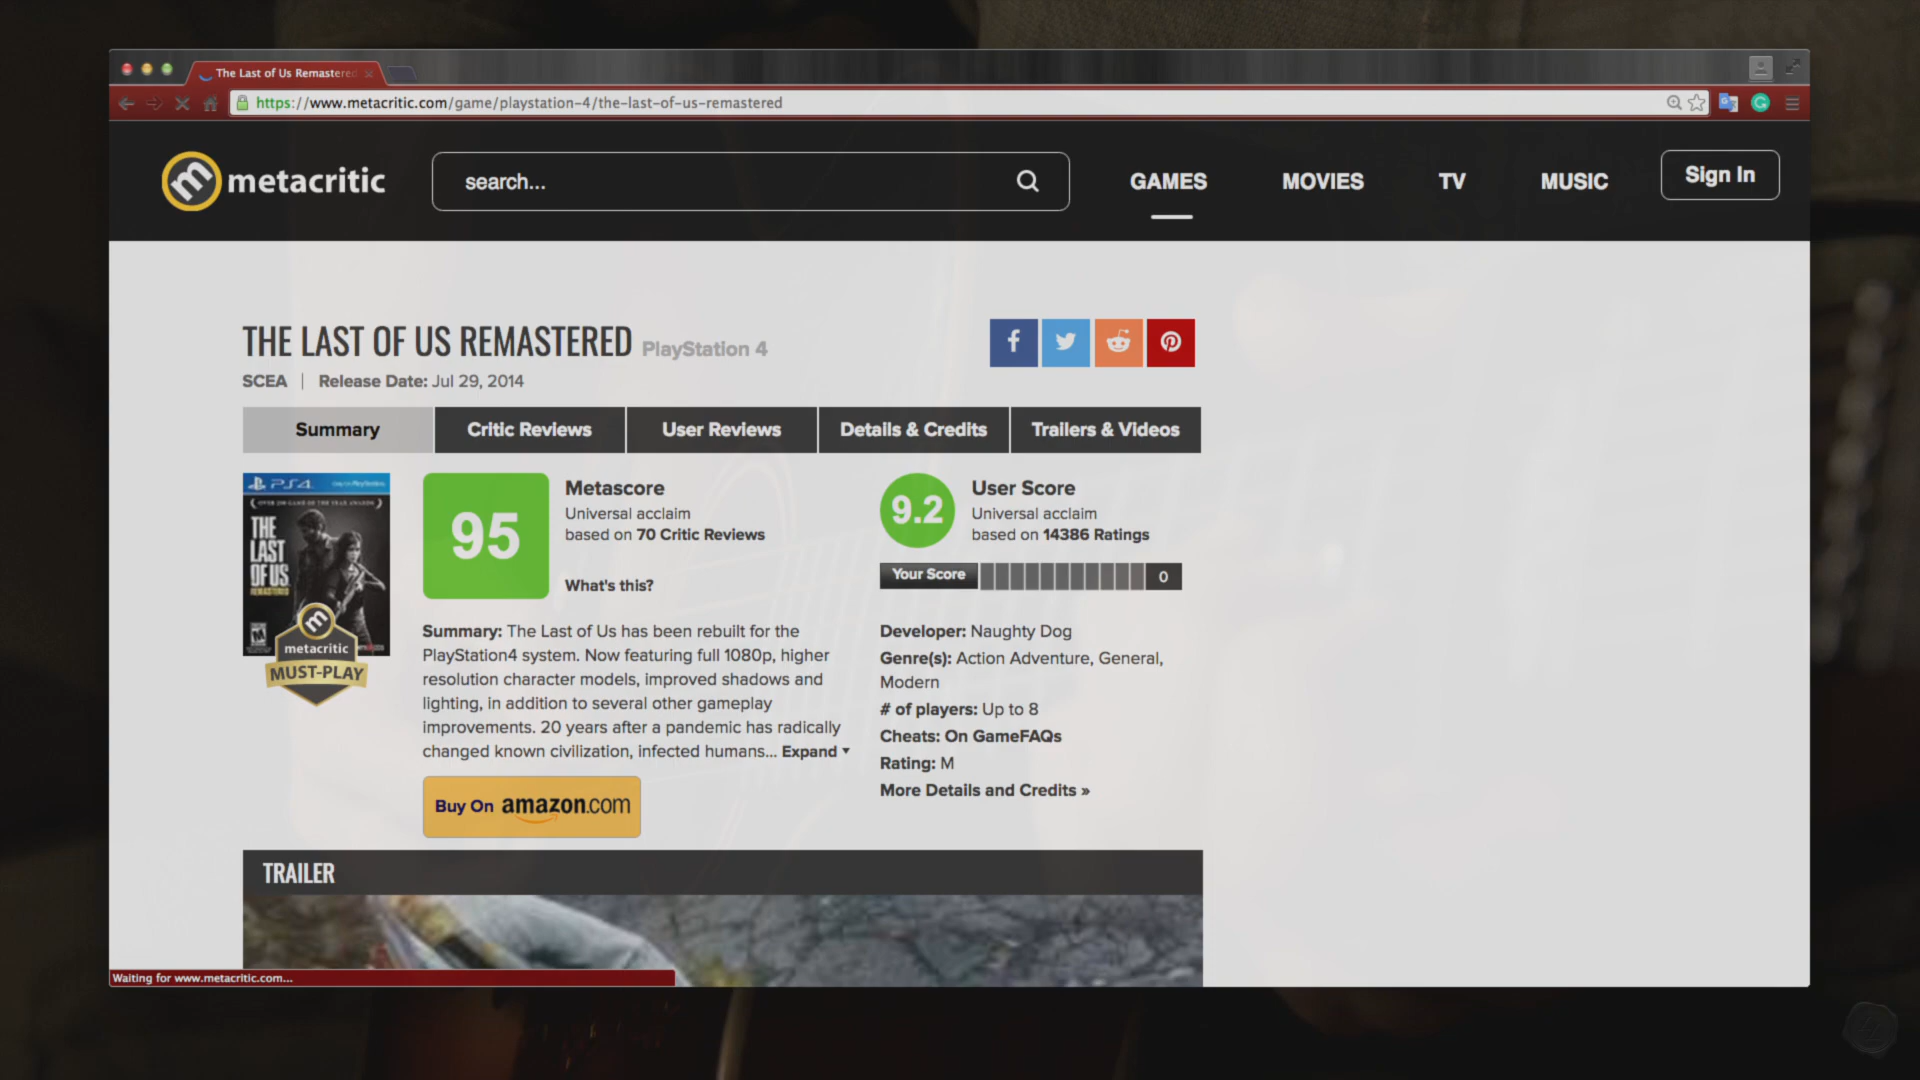 The Last of Us Remastered
https://www.metacritic.com/game/playstation-4/the-last-of-us-remastered
metacritic
search...
GAMES
MOVIES
TV
MUSIC
Sign In
THE LAST OF US REMASTERED PlayStation 4
SCEA | Release Date: Jul 29, 2014
Summary
Critic Reviews
User Reviews
Details & Credits
Trailers & Videos
PS4
THE
LAST
OF US
REMASTERED
M
metacritic
MUST-PLAY
95
Metascore
Universal acclaim
based on 70 Critic Reviews
What's this?
9.2
User Score
Universal acclaim
based on 14386 Ratings
Your Score
0
Summary: The Last of Us has been rebuilt for the
PlayStation4 system. Now featuring full 1080p, higher
resolution character models, improved shadows and
lighting, in addition to several other gameplay
improvements. 20 years after a pandemic has radically
changed known civilization, infected humans... Expand
Buy On amazon.com
Developer: Naughty Dog
Genre(s): Action Adventure, General,
Modern
# of players: Up to 8
Cheats: On GameFAQs
Rating: M
More Details and Credits »
TRAILER
Waiting for www.metacritic.com...